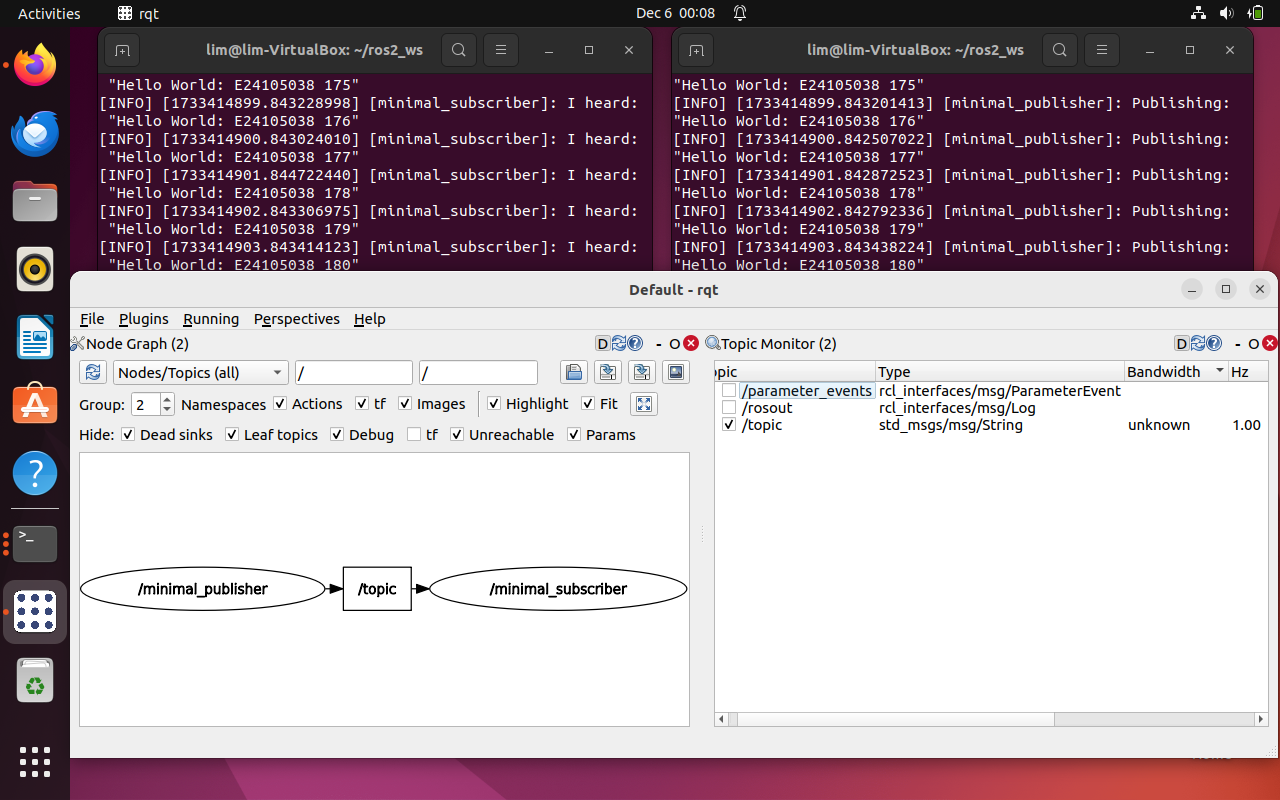 Activities rqt Dec 6 00:08
lim@lim-VirtualBox: ~/ros2_ws
"Hello World: E24105038 175"
[INFO] [1733414899.843228998] [minimal_subscriber]: I heard:
"Hello World: E24105038 176"
[INFO] [1733414900.843024010] [minimal_subscriber]: I heard:
"Hello World: E24105038 177"
[INFO] [1733414901.844722440] [minimal_subscriber]: I heard:
"Hello World: E24105038 178"
[INFO] [1733414902.843306975] [minimal_subscriber]: I heard:
"Hello World: E24105038 179"
[INFO] [1733414903.843414123] [minimal_subscriber]: I heard:
"Hello World: E24105038 180"
lim@lim-VirtualBox: ~/ros2_ws
"Hello World: E24105038 175"
[INFO] [1733414899.843201413] [minimal_publisher]: Publishing:
"Hello World: E24105038 176"
[INFO] [1733414900.842507022] [minimal_publisher]: Publishing:
"Hello World: E24105038 177"
[INFO] [1733414901.842872523] [minimal_publisher]: Publishing:
"Hello World: E24105038 178"
[INFO] [1733414902.842792336] [minimal_publisher]: Publishing:
"Hello World: E24105038 179"
[INFO] [1733414903.843438224] [minimal_publisher]: Publishing:
"Hello World: E24105038 180"
Default - rqt
File Plugins Running Perspectives Help
Node Graph (2) D - O
Nodes/Topics (all) / /
Group: 2 Namespaces Actions tf Images Highlight Fit
Hide: Dead sinks Leaf topics Debug tf Unreachable Params
/minimal_publisher /topic /minimal_subscriber
Topic Monitor (2) D - O
opic Type Bandwidth Hz
/parameter_events rcl_interfaces/msg/ParameterEvent
/rosout rcl_interfaces/msg/Log
/topic std_msgs/msg/String unknown 1.00